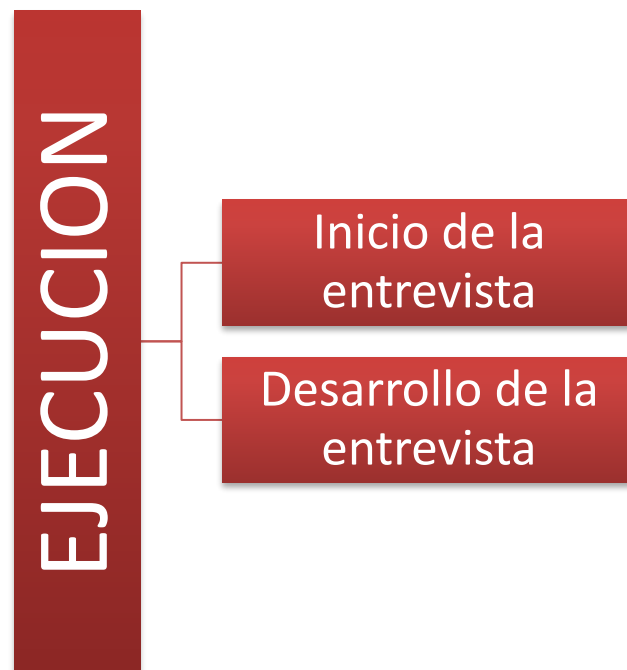 EJECUCION
Inicio de la
entrevista
Desarrollo de la
entrevista